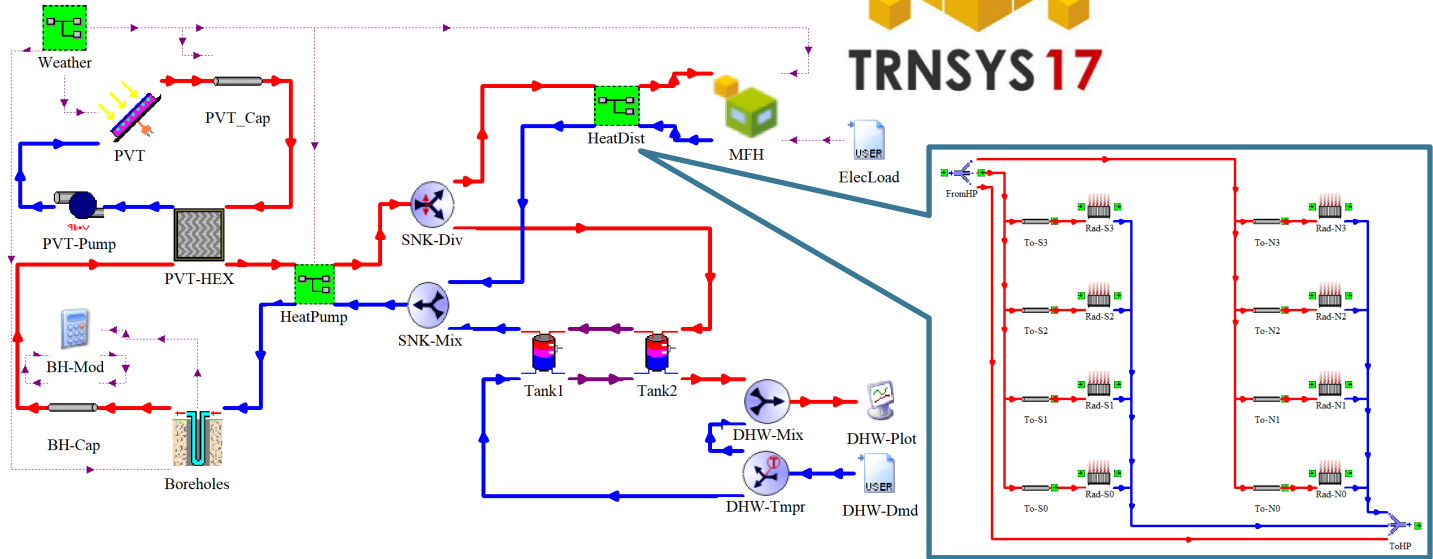 TRNSYS 17
Weather
PVT_Cap
PVT
HeatDist
MFH
USER
ElecLoad
PVT-Pump
PVT-HEX
SNK-Div
HeatPump
SNK-Mix
BH-Mod
BH-Cap
Boreholes
Tank1
Tank2
DHW-Mix
DHW-Plot
DHW-Tmpr
USER
DHW-Dmd
FromHP
To-S3
Rad-S3
To-N3
Rad-N3
To-S2
Rad-S2
To-N2
Rad-N2
To-S1
Rad-S1
To-N1
Rad-N1
To-S0
Rad-S0
To-N0
Rad-N0
ToHP